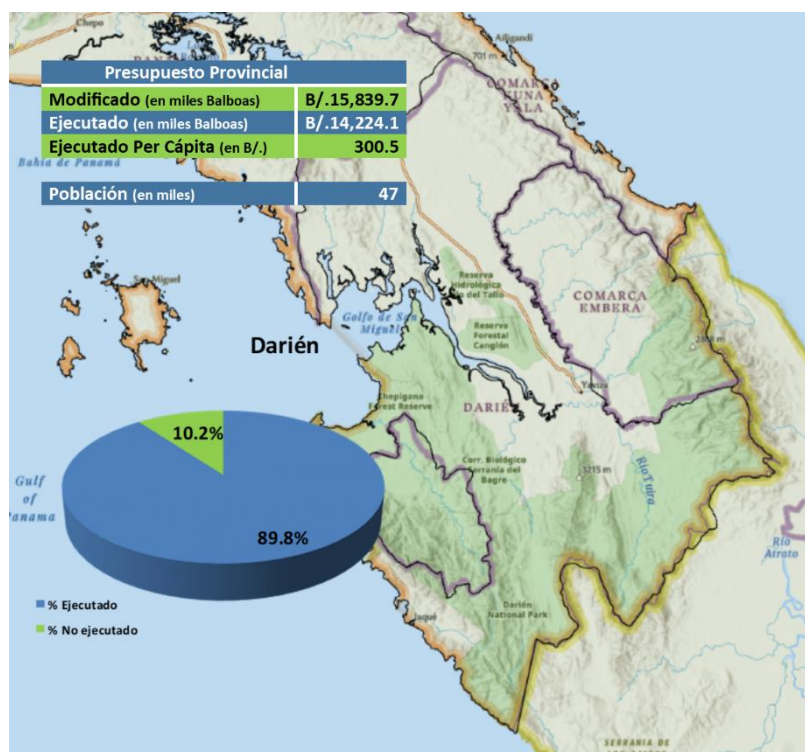 Chepo
Ailigandí
701 m
COMARCA
KUNA
YALA
Presupuesto Provincial
Modificado (en miles Balboas) B/.15,839.7
Ejecutado (en miles Balboas) B/.14,224.1
Ejecutado Per Cápita (en B/.) 300.5
Bahía de Panamá
Población (en miles) 47
San Miguel
Reserva
Hidrológica
del Tallo
Golfo de San
Miguel
COMARCA
EMBERA
Reserva
Forestal
Canglón
Darién
Yaviza
Chepigana
Forest Reserve
DARIÉ
10.2%
Corr. Biológico
Serranía del
Bagre
1215 m
Río Tuira
Gulf
of
Panama
89.8%
Río
Atrato
% Ejecutado
% No ejecutado
Jaqué
Darién
National Park
SERRANIA DE